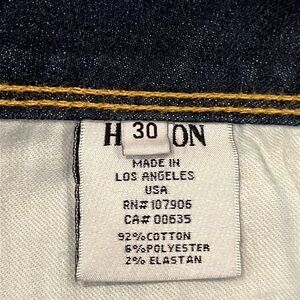 H 30 ON
MADE IN
LOS ANGELES
USA
RN# 107906
CA# 00635
92% COTTON
6% POLYESTER
2% ELASTAN